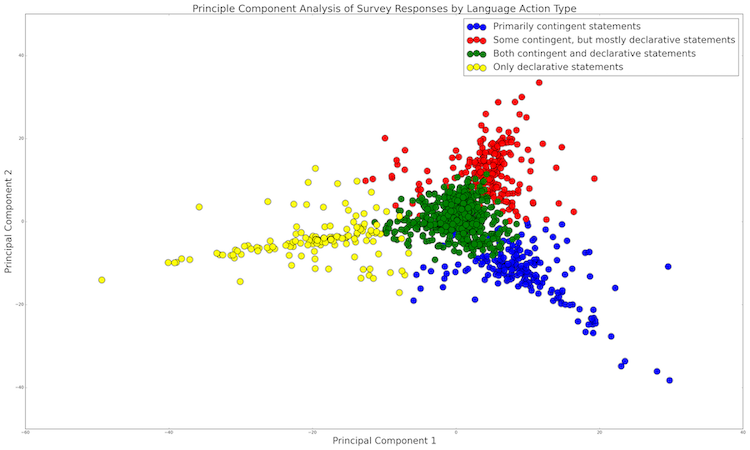 Principle Component Analysis of Survey Responses by Language Action Type
Primarily contingent statements
Some contingent, but mostly declarative statements
Both contingent and declarative statements
Only declarative statements
Principal Component 2
40
20
0
−20
−40
−60
−40
−20
0
20
40
Principal Component 1